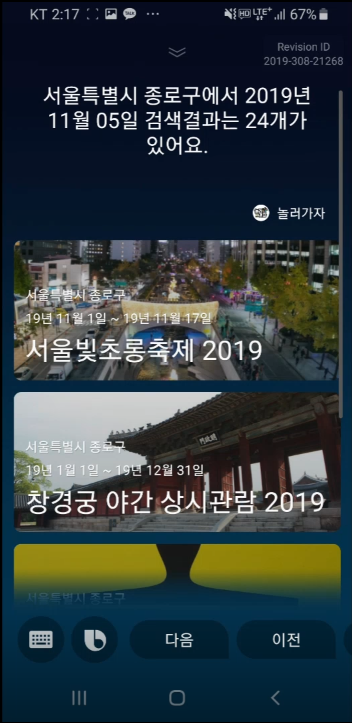 KT 2:17 ... HD LTE+ 67%
Revision ID
2019-308-21268
서울특별시 종로구에서 2019년
11월 05일 검색결과는 24개가
있어요.
놀러가자
서울특별시 종로구
19년 11월 1일 ~ 19년 11월 17일
서울빛초롱축제 2019
서울특별시 종로구
19년 1월 1일 ~ 19년 12월 31일
창경궁 야간 상시관람 2019
서울특별시 종로구
다음
이전